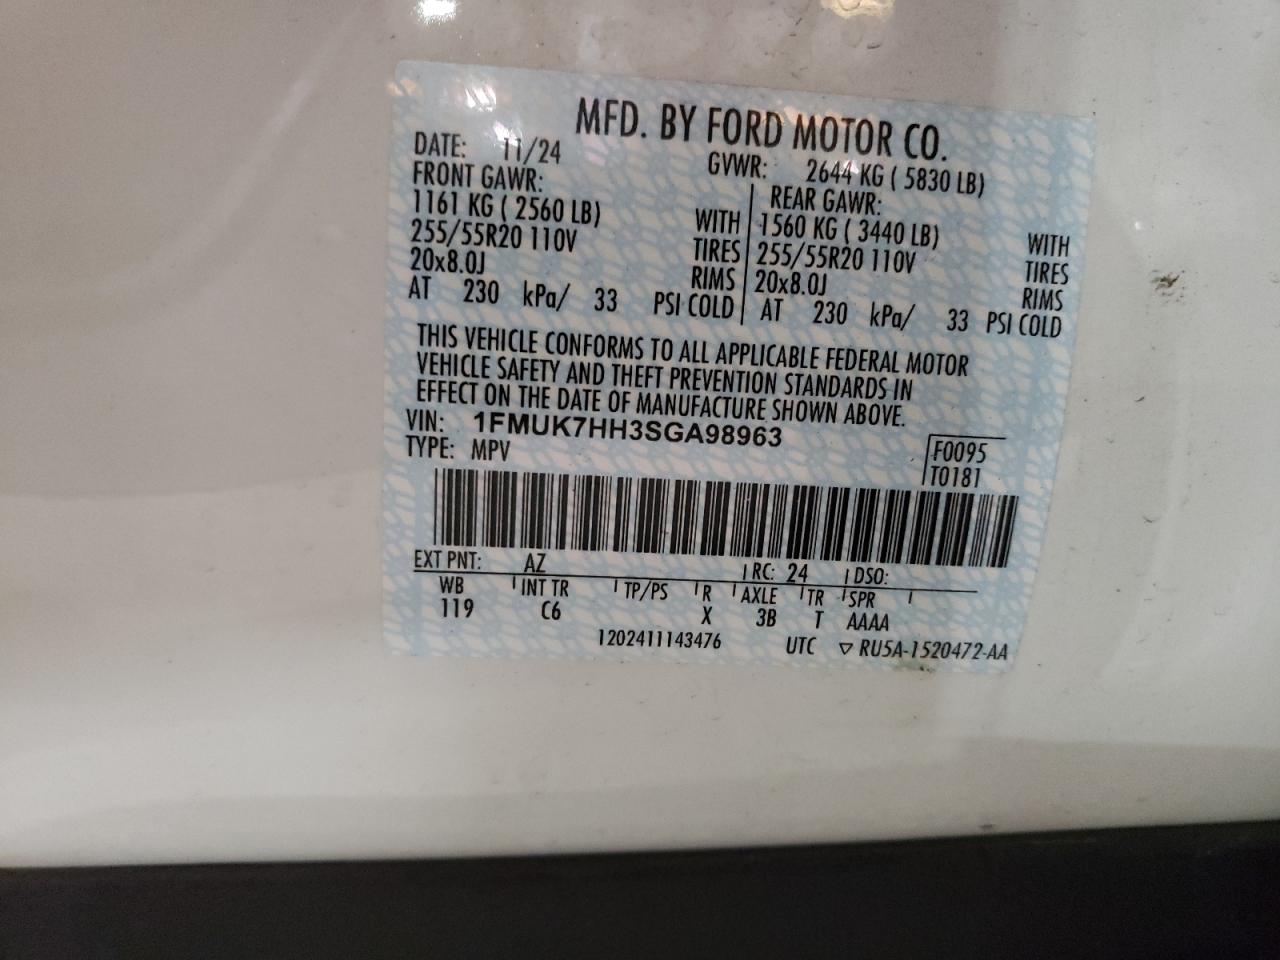 MFD. BY FORD MOTOR CO.
DATE: 11/24 GVWR: 2644 KG ( 5830 LB)
FRONT GAWR: REAR GAWR:
1161 KG ( 2560 LB) WITH 1560 KG ( 3440 LB) WITH
255/55R20 110V TIRES 255/55R20 110V TIRES
20x8.0J RIMS 20x8.0J RIMS
AT 230 kPa/ 33 PSI COLD AT 230 kPa/ 33 PSI COLD
THIS VEHICLE CONFORMS TO ALL APPLICABLE FEDERAL MOTOR
VEHICLE SAFETY AND THEFT PREVENTION STANDARDS IN
EFFECT ON THE DATE OF MANUFACTURE SHOWN ABOVE.
VIN: 1FMUK7HH3SGA98963
TYPE: MPV F0095
T0181
EXT PNT: AZ RC: 24 DSO:
WB INT TR TP/PS R AXLE TR SPR
119 C6 X 3B T AAAA
1202411143476 UTC ▽ RU5A-1520472-AA